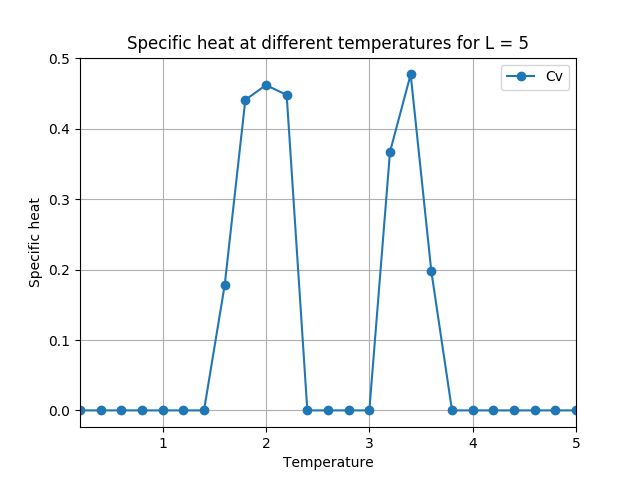 Specific heat at different temperatures for L = 5
Cv
0.5
0.4
0.3
0.2
0.1
0.0
Specific heat
1 2 3 4 5
Temperature